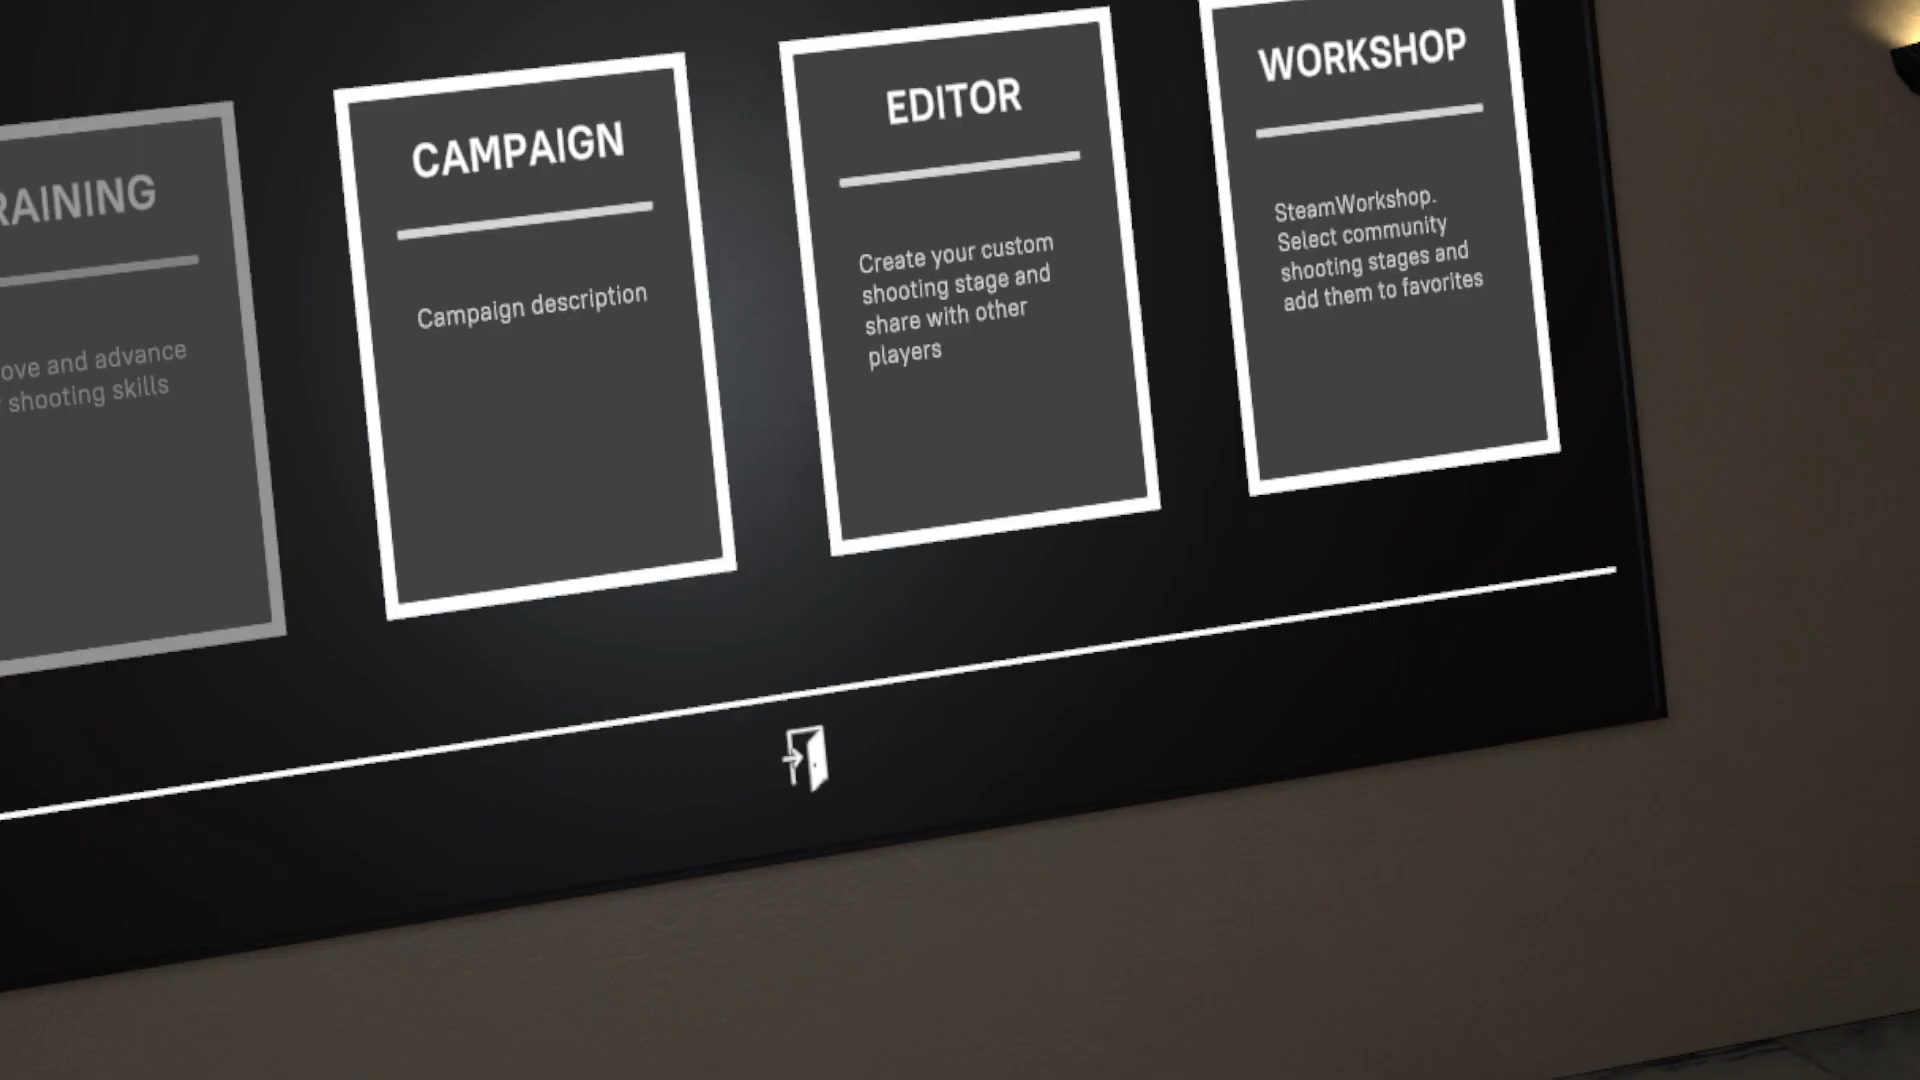 RAINING
ove and advance
shooting skills
CAMPAIGN
Campaign description
EDITOR
Create your custom
shooting stage and
share with other
players
WORKSHOP
SteamWorkshop.
Select community
shooting stages and
add them to favorites